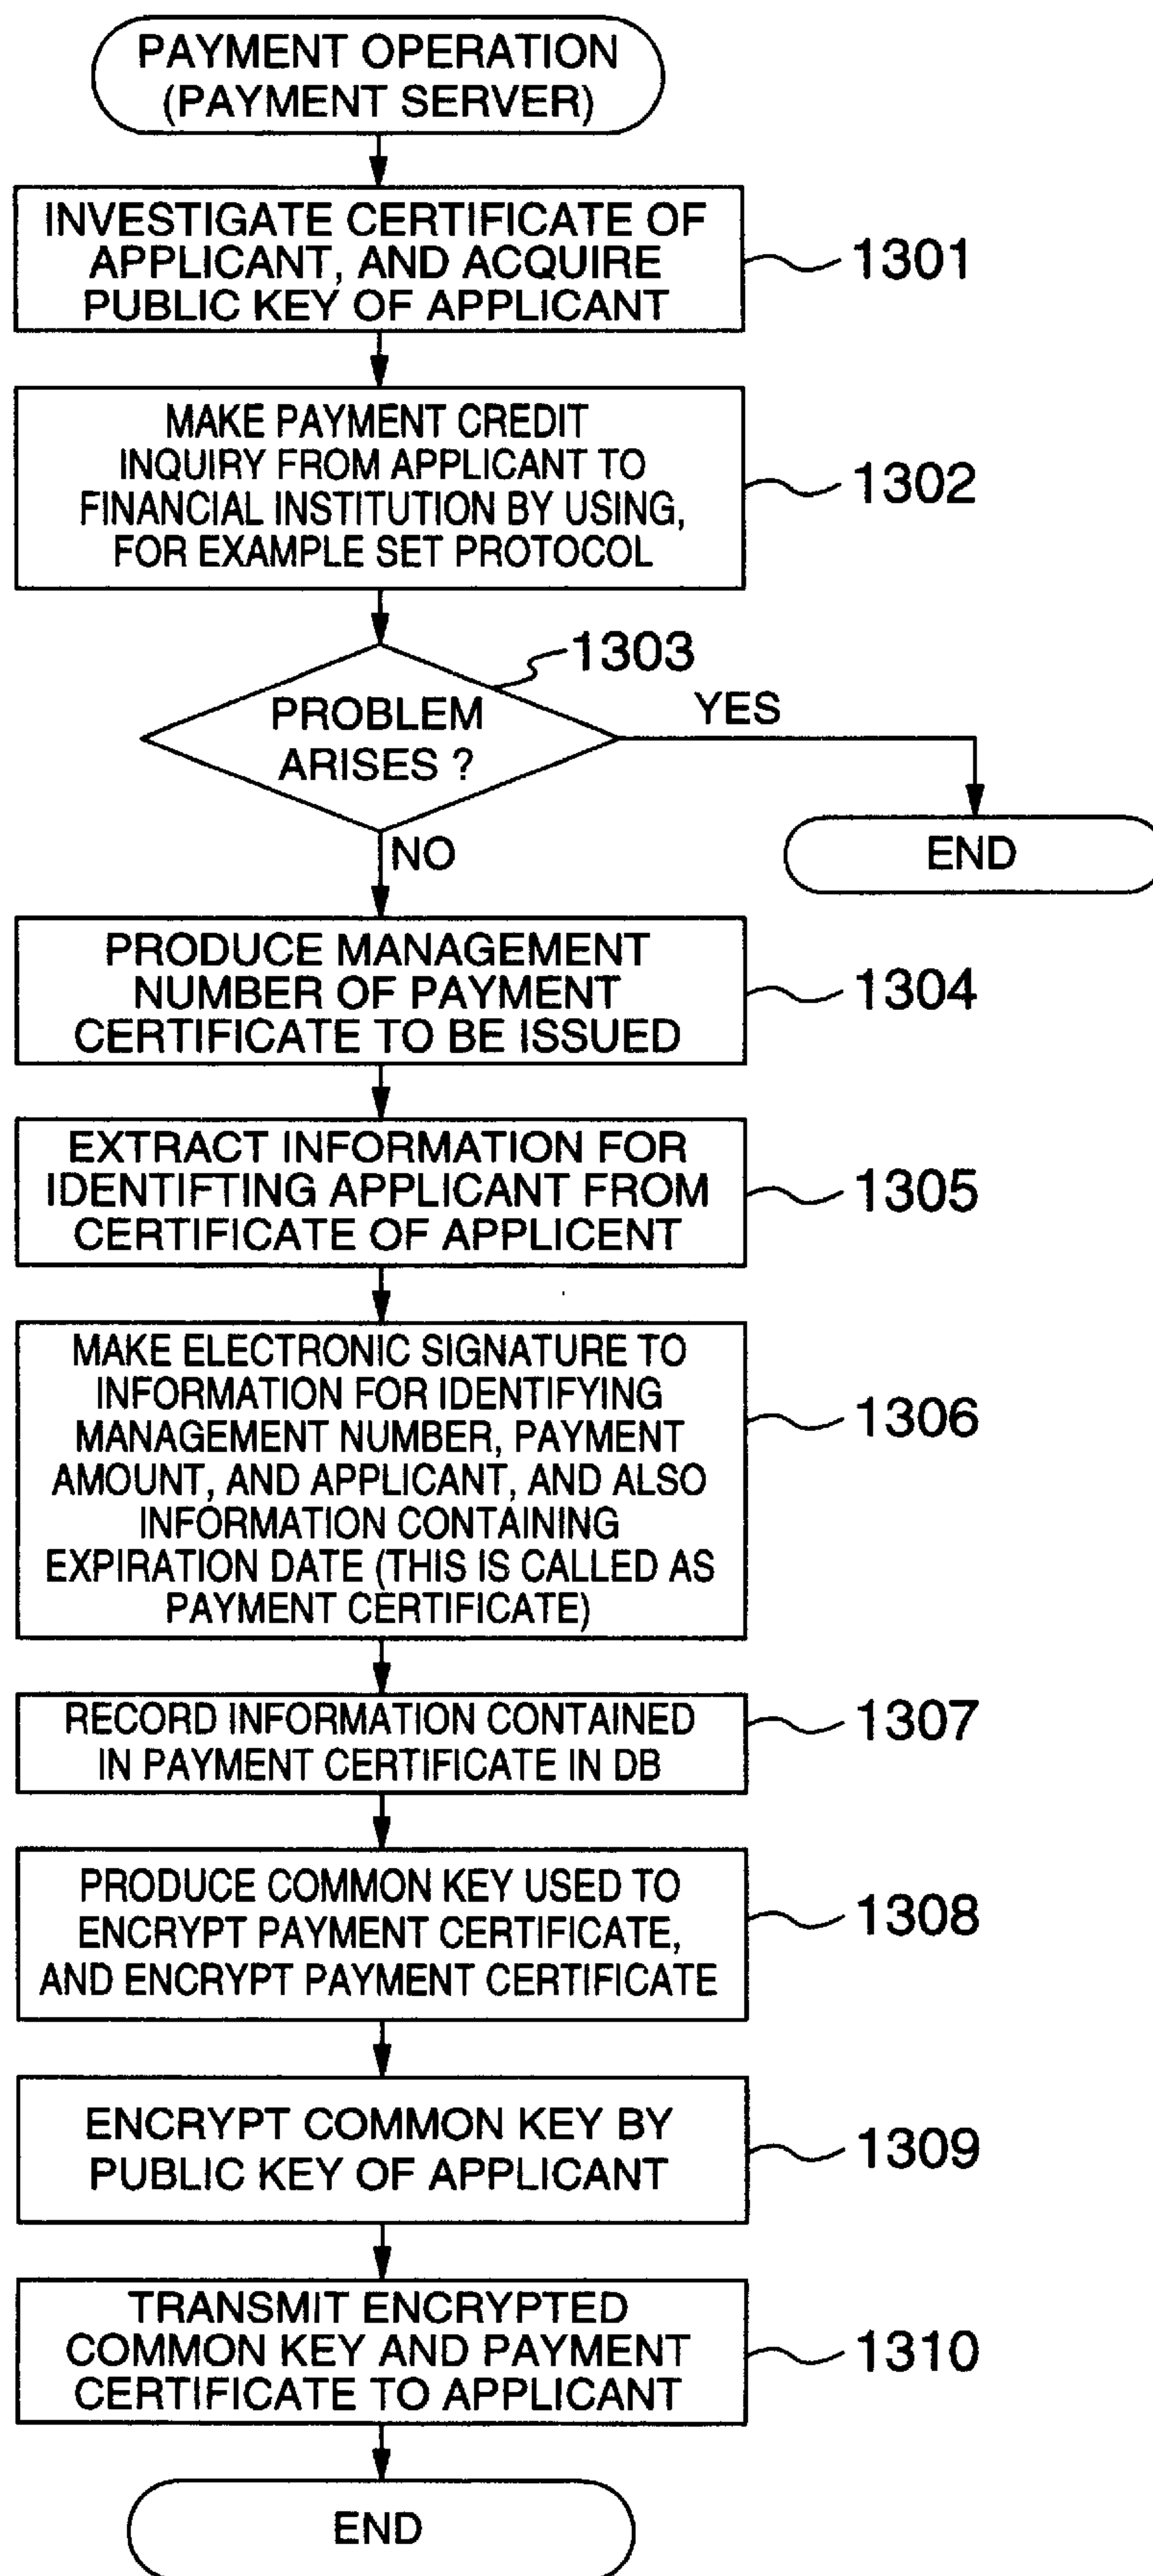 PAYMENT OPERATION
(PAYMENT SERVER)
INVESTIGATE CERTIFICATE OF
APPLICANT, AND ACQUIRE
PUBLIC KEY OF APPLICANT
1301
MAKE PAYMENT CREDIT
INQUIRY FROM APPLICANT TO
FINANCIAL INSTITUTION BY USING,
FOR EXAMPLE SET PROTOCOL
1302
1303
PROBLEM
ARISES ?
YES
END
NO
PRODUCE MANAGEMENT
NUMBER OF PAYMENT
CERTIFICATE TO BE ISSUED
1304
EXTRACT INFORMATION FOR
IDENTIFTING APPLICANT FROM
CERTIFICATE OF APPLICENT
1305
MAKE ELECTRONIC SIGNATURE TO
INFORMATION FOR IDENTIFYING
MANAGEMENT NUMBER, PAYMENT
AMOUNT, AND APPLICANT, AND ALSO
INFORMATION CONTAINING
EXPIRATION DATE (THIS IS CALLED AS
PAYMENT CERTIFICATE)
1306
RECORD INFORMATION CONTAINED
IN PAYMENT CERTIFICATE IN DB
1307
PRODUCE COMMON KEY USED TO
ENCRYPT PAYMENT CERTIFICATE,
AND ENCRYPT PAYMENT CERTIFICATE
1308
ENCRYPT COMMON KEY BY
PUBLIC KEY OF APPLICANT
1309
TRANSMIT ENCRYPTED
COMMON KEY AND PAYMENT
CERTIFICATE TO APPLICANT
1310
END